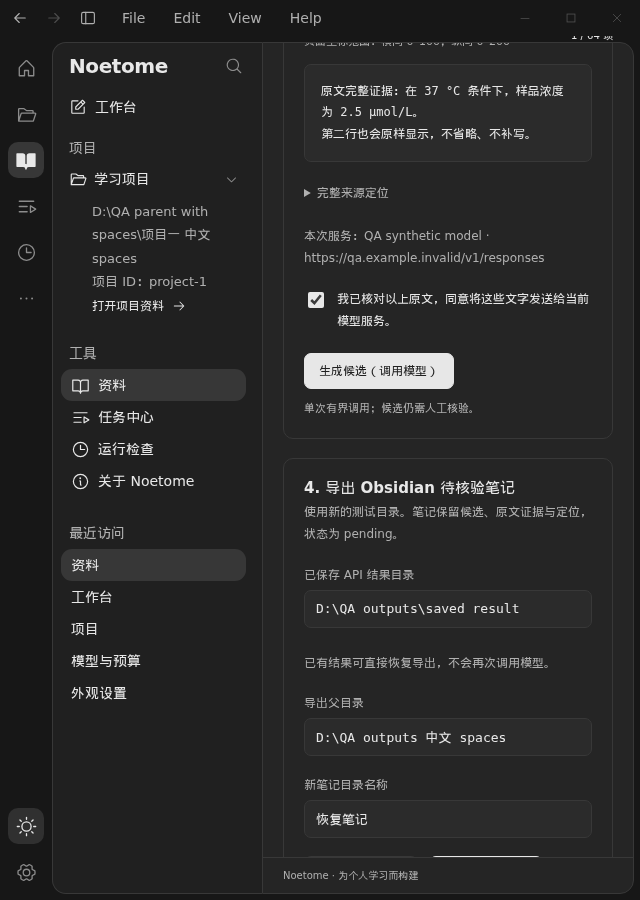 File Edit View Help
Noetome
工作台
项目
学习项目
D:\QA parent with
spaces\项目一 中文
spaces
项目 ID: project-1
打开项目资料 →
工具
资料
任务中心
运行检查
关于 Noetome
最近访问
资料
工作台
项目
模型与预算
外观设置
原文完整证据: 在 37 °C 条件下，样品浓度
为 2.5 µmol/L。
第二行也会原样显示，不省略、不补写。
完整来源定位
本次服务: QA synthetic model ·
https://qa.example.invalid/v1/responses
我已核对以上原文，同意将这些文字发送给当前
模型服务。
生成候选（调用模型）
单次有界调用；候选仍需人工核验。
4. 导出 Obsidian 待核验笔记
使用新的测试目录。笔记保留候选、原文证据与定位，
状态为 pending。
已保存 API 结果目录
D:\QA outputs\saved result
已有结果可直接恢复导出，不会再次调用模型。
导出父目录
D:\QA outputs 中文 spaces
新笔记目录名称
恢复笔记
Noetome · 为个人学习而构建